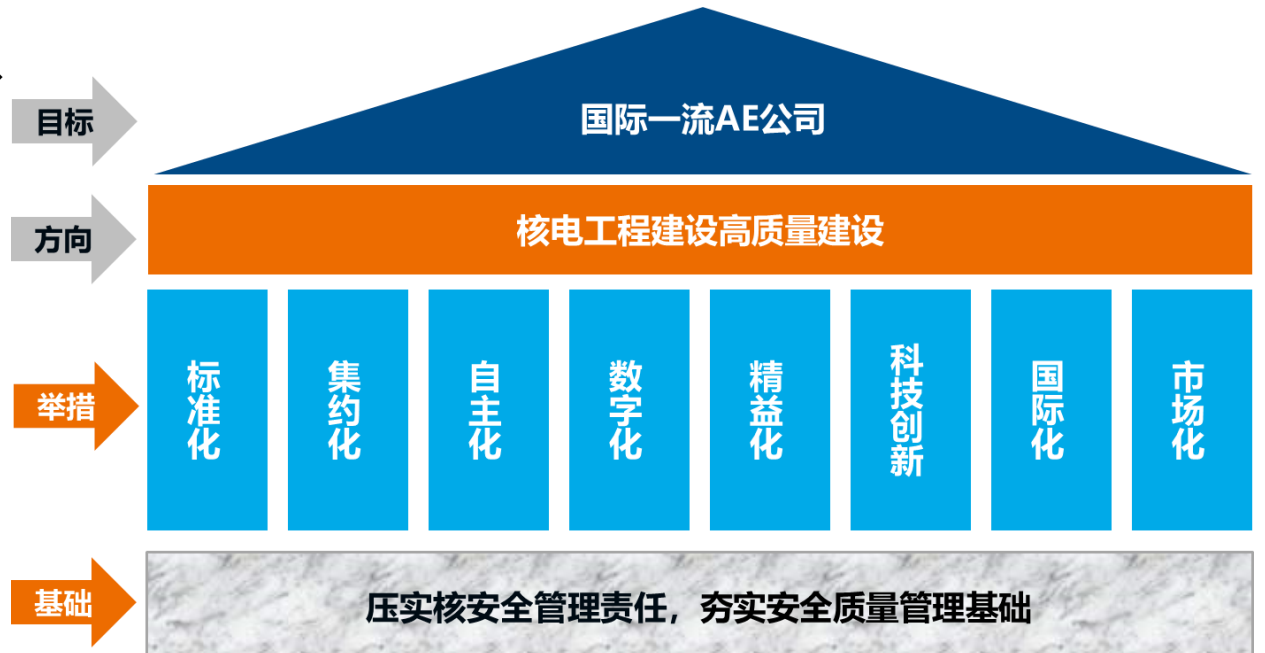 目标
国际一流AE公司
方向
核电工程建设高质量建设
举措
标准化
集约化
自主化
数字化
精益化
科技创新
国际化
市场化
基础
压实核安全管理责任，夯实安全质量管理基础